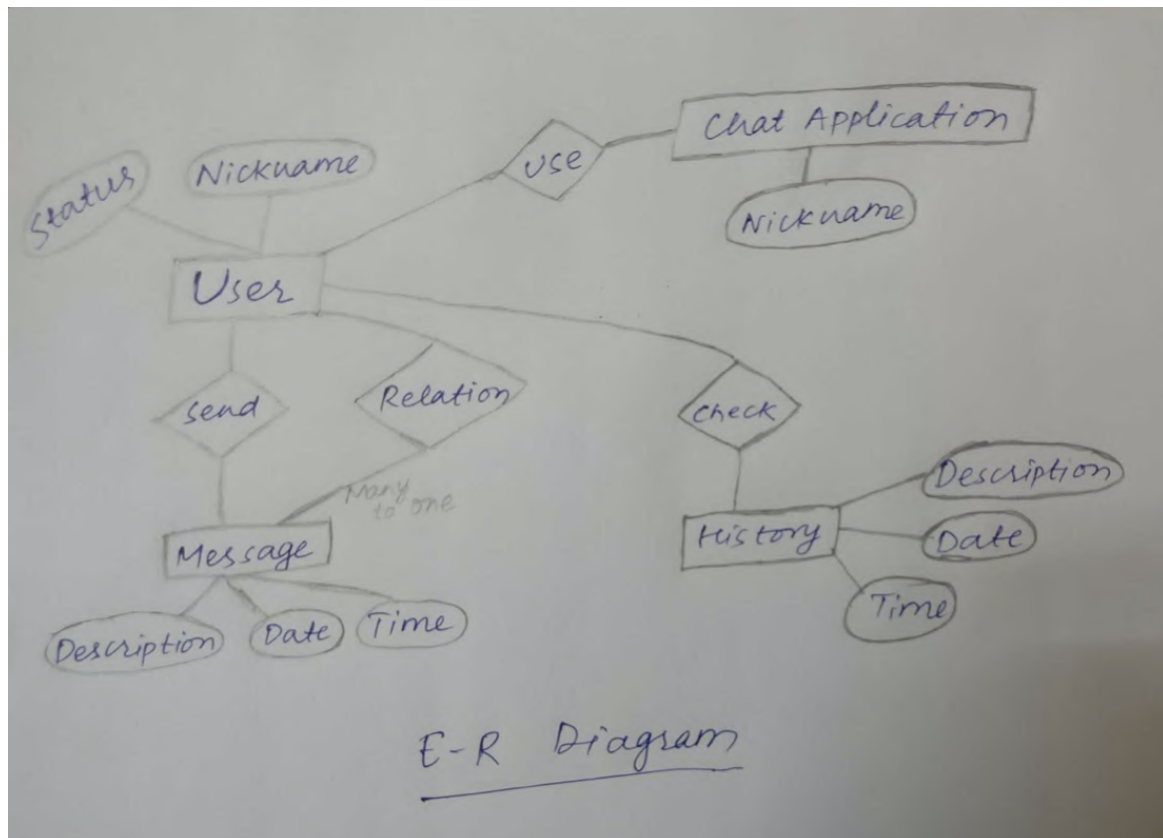 Chat Application
Use
Nickname
Status
Nickname
User
Send
Relation
Check
Many
to one
Description
Message
History
Date
Time
Description
Date
Time
E-R Diagram